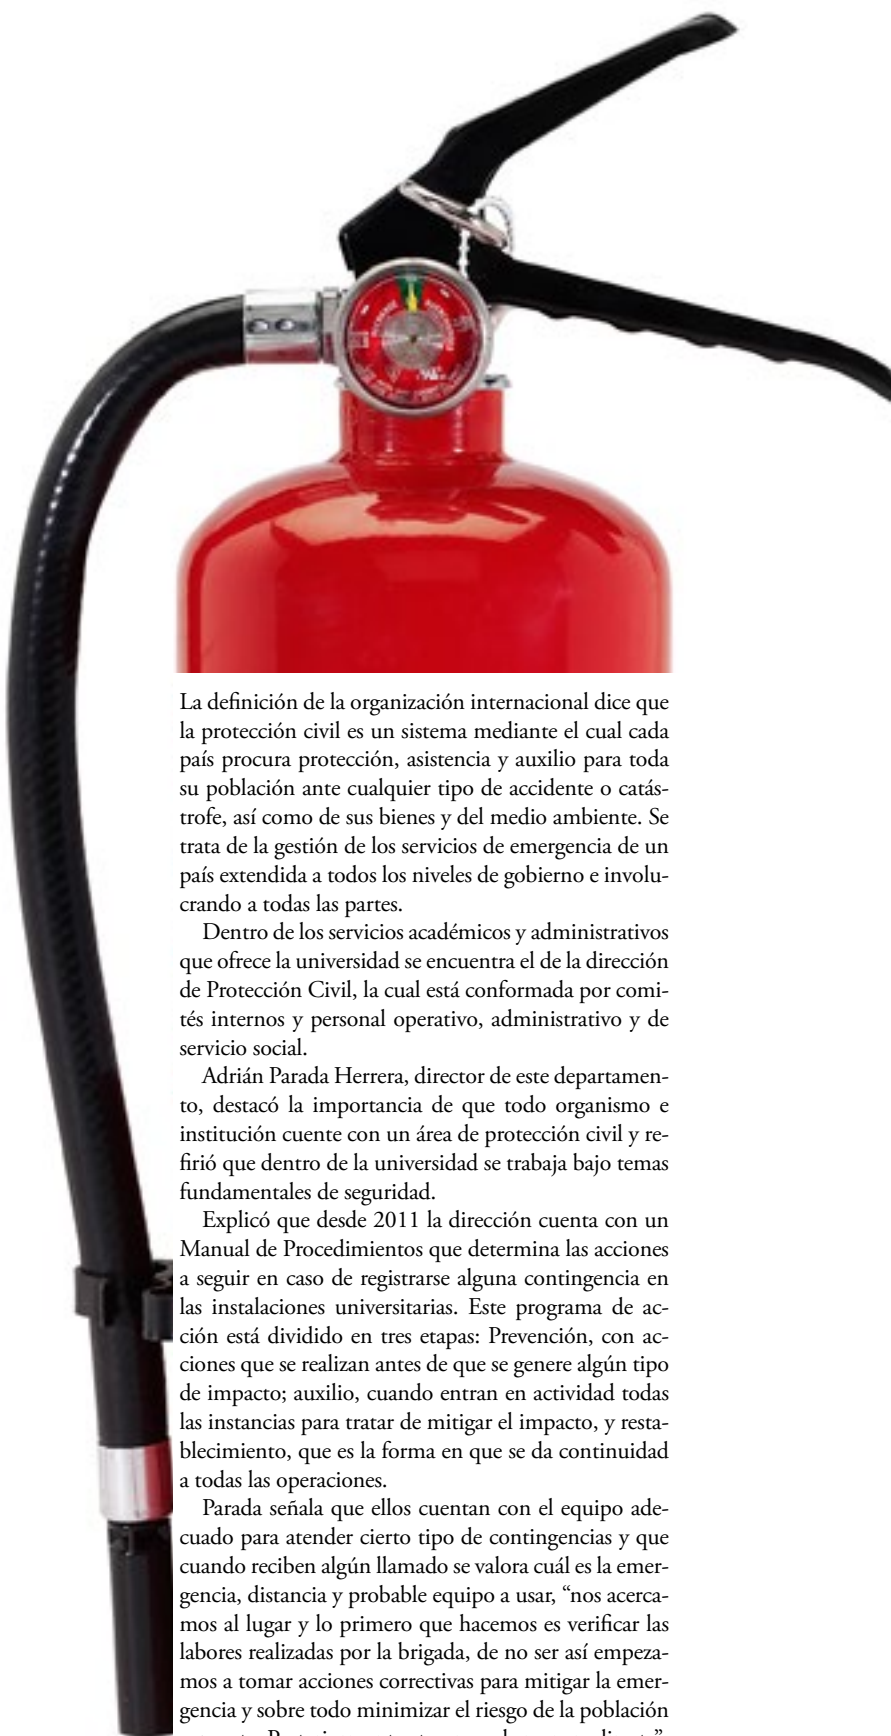 La definición de la organización internacional dice que
la protección civil es un sistema mediante el cual cada
país procura protección, asistencia y auxilio para toda
su población ante cualquier tipo de accidente o catás-
trofe, así como de sus bienes y del medio ambiente. Se
trata de la gestión de los servicios de emergencia de un
país extendida a todos los niveles de gobierno e involu-
crando a todas las partes.
Dentro de los servicios académicos y administrativos
que ofrece la universidad se encuentra el de la dirección
de Protección Civil, la cual está conformada por comi-
tés internos y personal operativo, administrativo y de
servicio social.
Adrián Parada Herrera, director de este departamen-
to, destacó la importancia de que todo organismo e
institución cuente con un área de protección civil y re-
firió que dentro de la universidad se trabaja bajo temas
fundamentales de seguridad.
Explicó que desde 2011 la dirección cuenta con un
Manual de Procedimientos que determina las acciones
a seguir en caso de registrarse alguna contingencia en
las instalaciones universitarias. Este programa de ac-
ción está dividido en tres etapas: Prevención, con ac-
ciones que se realizan antes de que se genere algún tipo
de impacto; auxilio, cuando entran en actividad todas
las instancias para tratar de mitigar el impacto, y resta-
blecimiento, que es la forma en que se da continuidad
a todas las operaciones.
Parada señala que ellos cuentan con el equipo ade-
cuado para atender cierto tipo de contingencias y que
cuando reciben algún llamado se valora cuál es la emer-
gencia, distancia y probable equipo a usar, “nos acerca-
mos al lugar y lo primero que hacemos es verificar las
labores realizadas por la brigada, de no ser así empeza-
mos a tomar acciones correctivas para mitigar la emer-
gencia y sobre todo minimizar el riesgo de la población